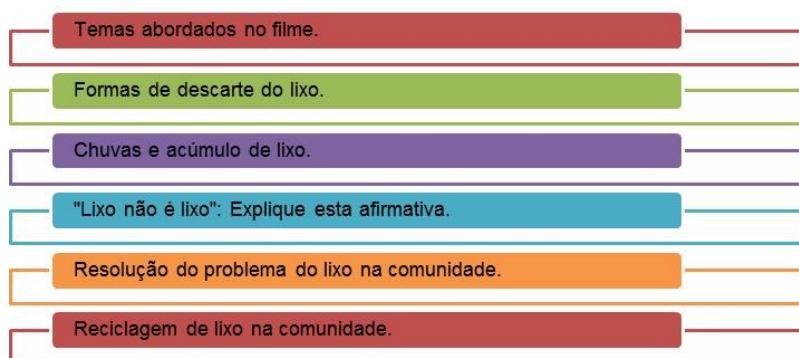 Temas abordados no filme.
Formas de descarte do lixo.
Chuvas e acúmulo de lixo.
"Lixo não é lixo": Explique esta afirmativa.
Resolução do problema do lixo na comunidade.
Reciclagem de lixo na comunidade.